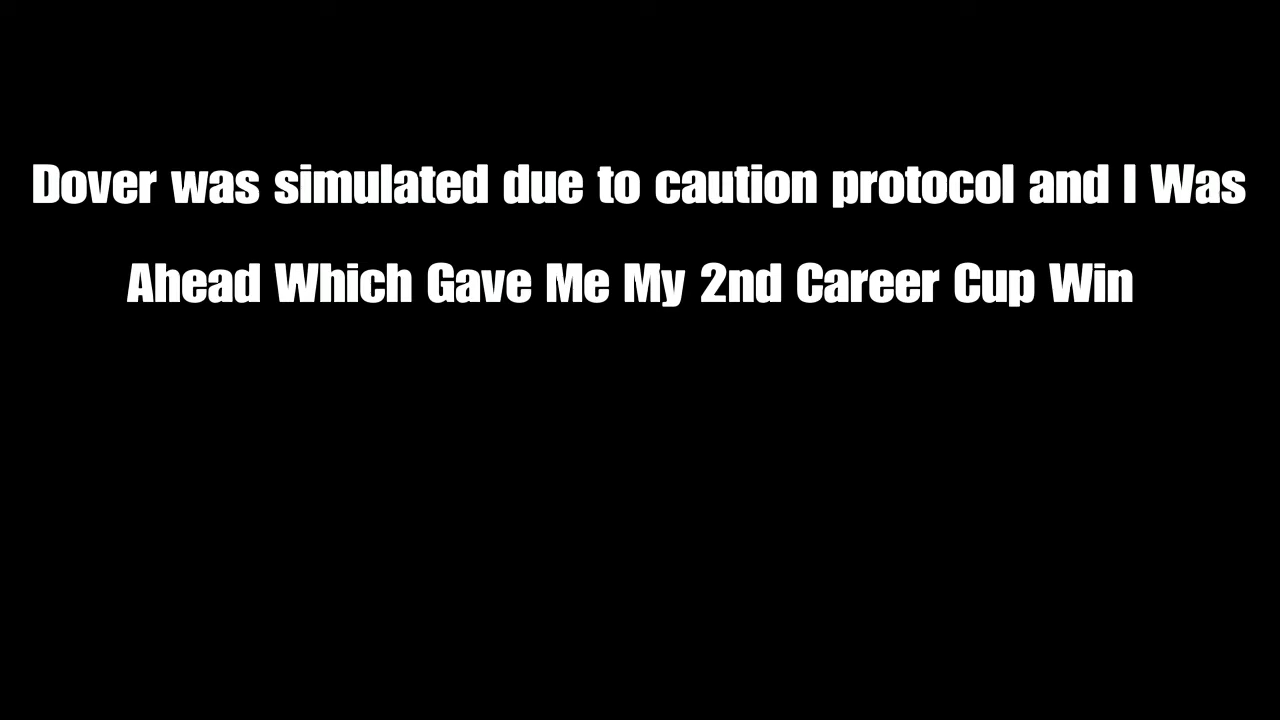 Dover was simulated due to caution protocol and I Was
Ahead Which Gave Me My 2nd Career Cup Win